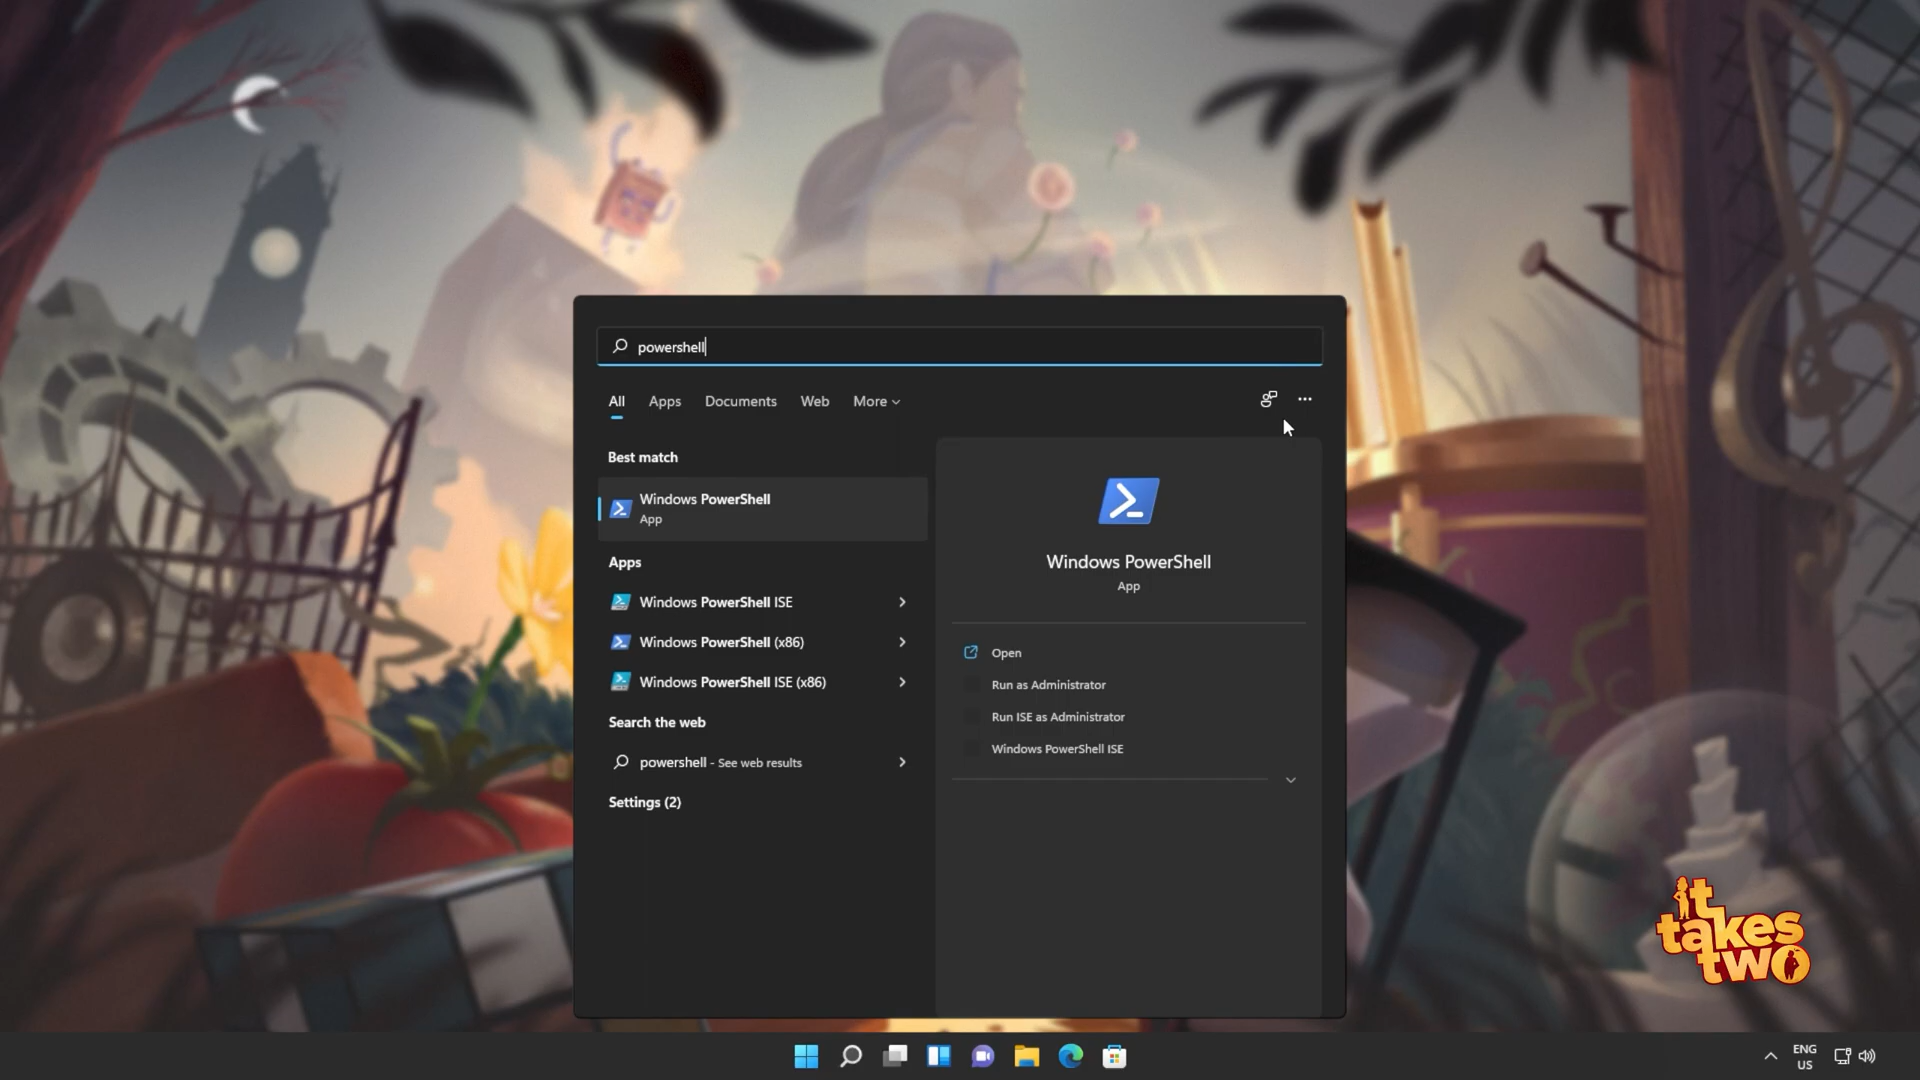 powershell
All Apps Documents Web More
Best match
Windows PowerShell
App
Apps
Windows PowerShell ISE
Windows PowerShell (x86)
Windows PowerShell ISE (x86)
Search the web
powershell - See web results
Settings (2)
Windows PowerShell
App
Open
Run as Administrator
Run ISE as Administrator
Windows PowerShell ISE
it
takes
two
ENG
US